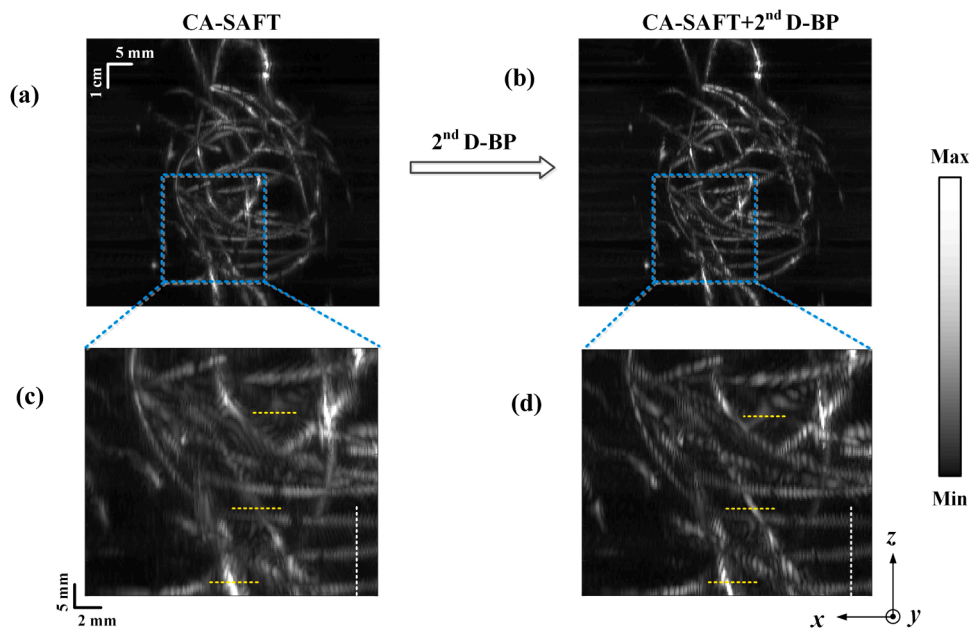 CA-SAFT
CA-SAFT+2nd D-BP
(a)
5 mm
1 cm
2nd D-BP
(b)
Max
Min
(c)
5 mm
2 mm
(d)
z
x
y